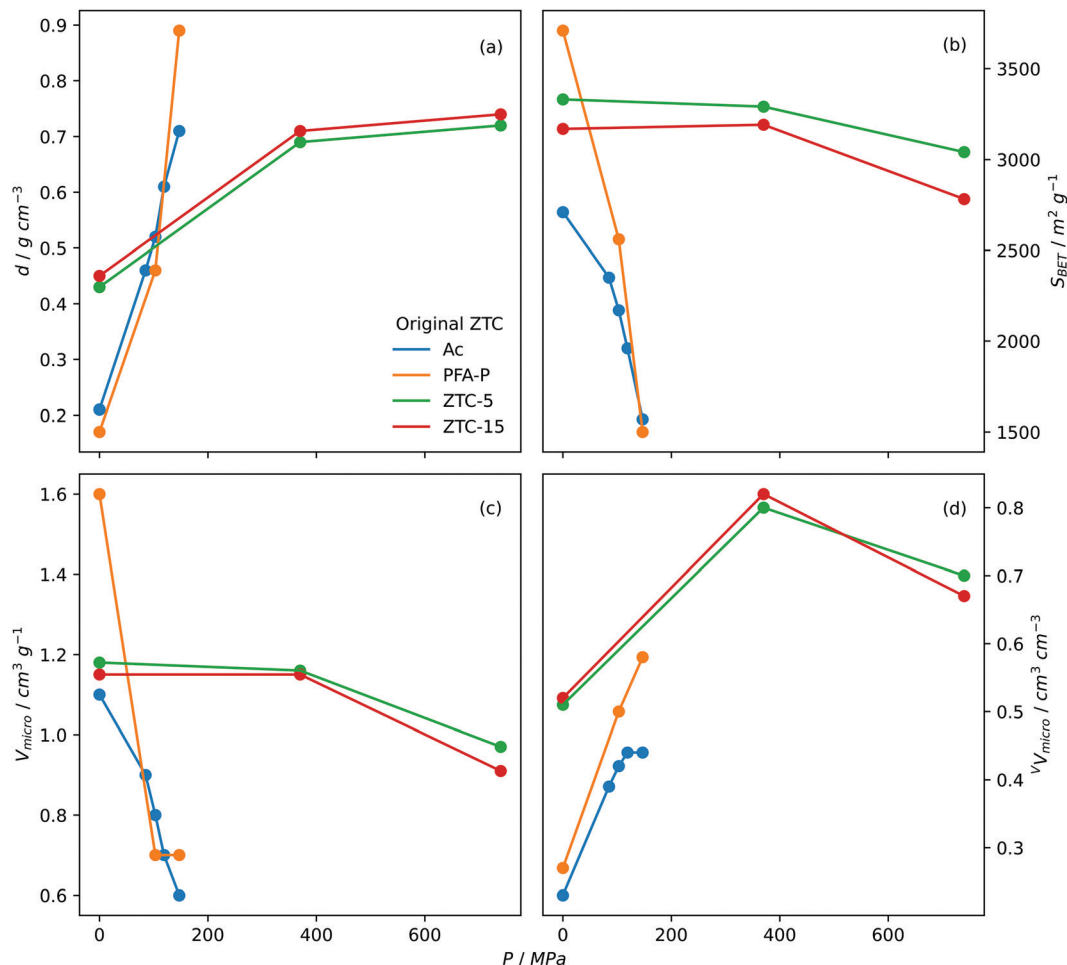 0.9
0.8
0.7
0.6
0.5
0.4
0.3
0.2
d / g cm⁻³
(a)
Original ZTC
Ac
PFA-P
ZTC-5
ZTC-15
(b)
3500
3000
2500
2000
1500
S_BET / m² g⁻¹
1.6
1.4
1.2
1.0
0.8
0.6
V_micro / cm³ g⁻¹
(c)
0 200 400 600
(d)
0.8
0.7
0.6
0.5
0.4
0.3
ⱽV_micro / cm³ cm⁻³
0 200 400 600
P / MPa